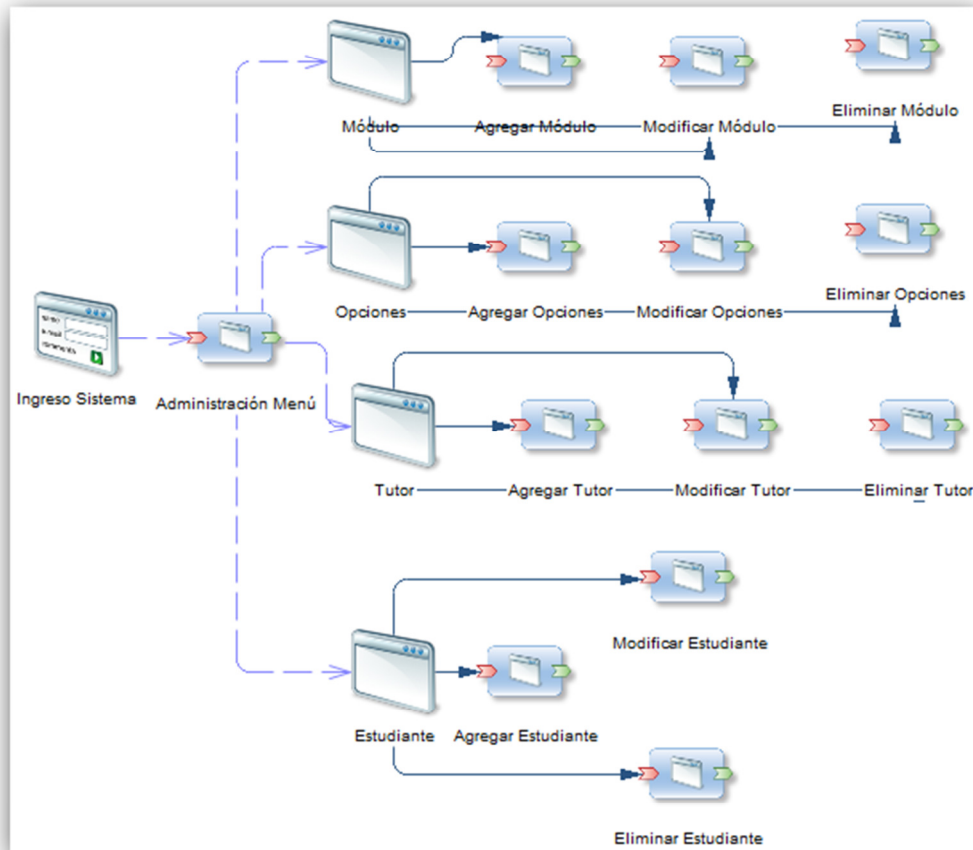 Módulo
Agregar Módulo
Modificar Módulo
Eliminar Módulo
Opciones
Agregar Opciones
Modificar Opciones
Eliminar Opciones
Ingreso Sistema
Administración Menú
Tutor
Agregar Tutor
Modificar Tutor
Eliminar Tutor
Modificar Estudiante
Estudiante
Agregar Estudiante
Eliminar Estudiante